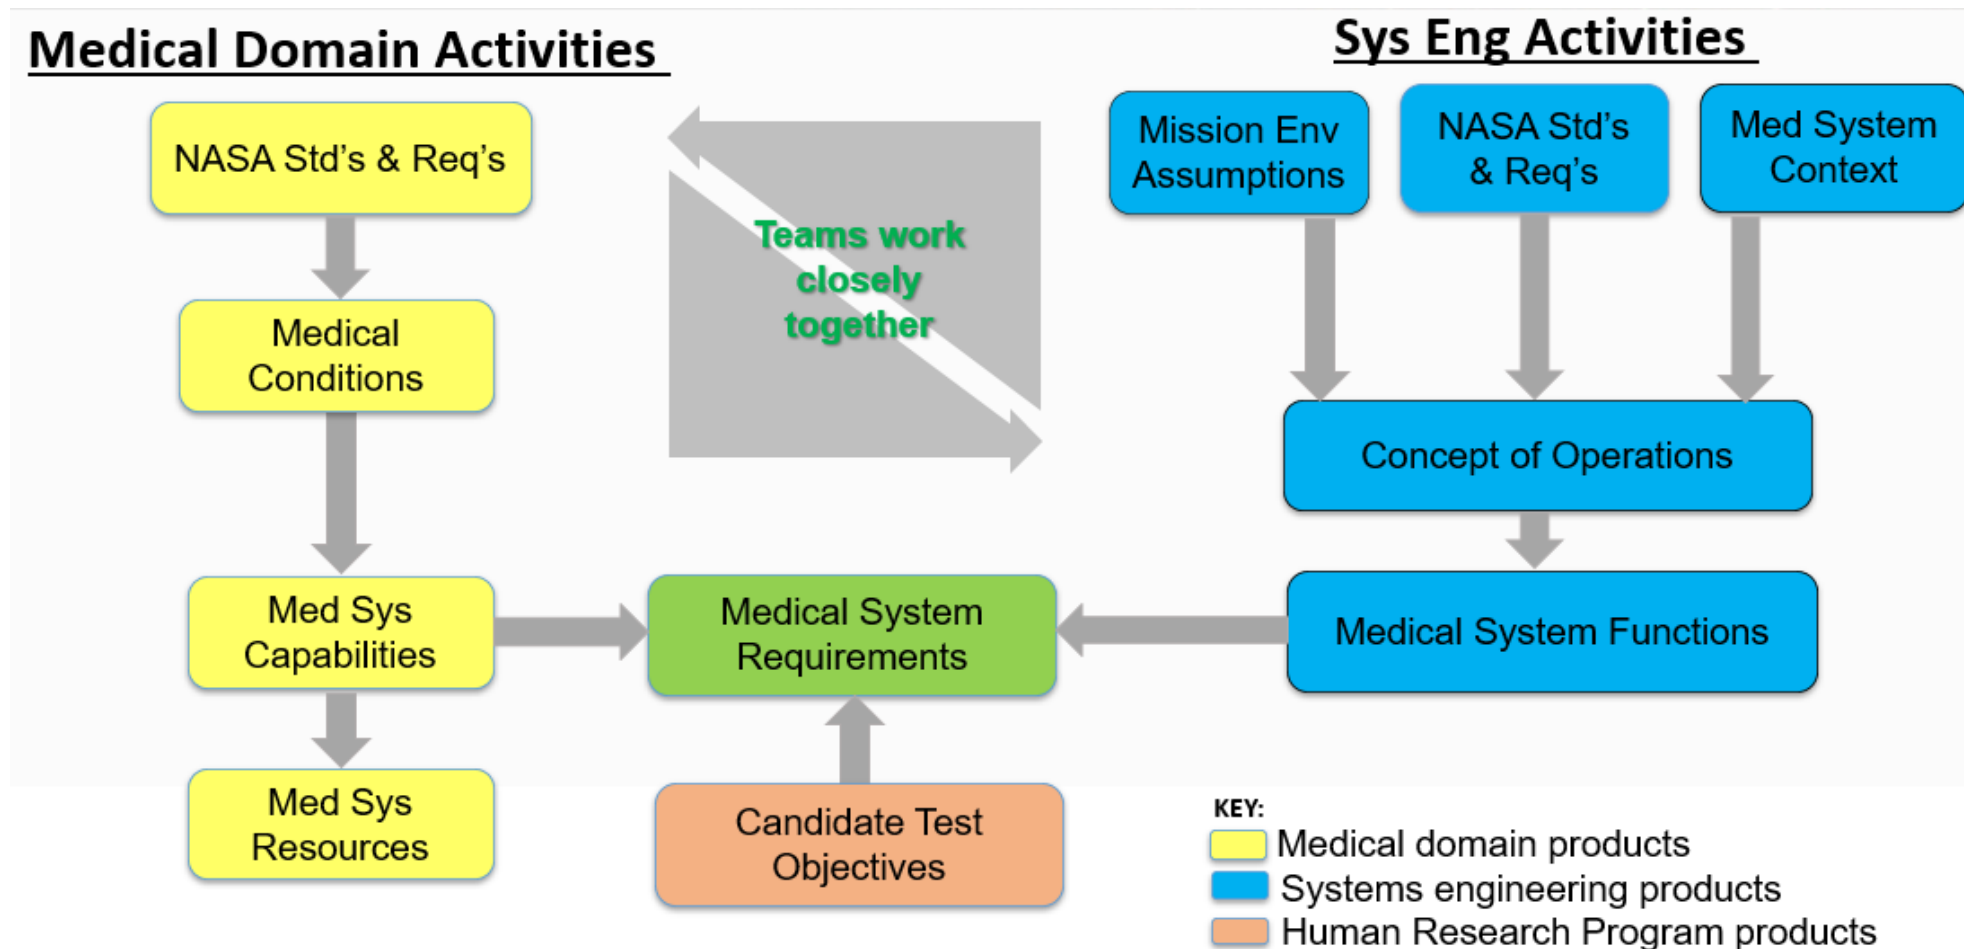 Medical Domain Activities
Sys Eng Activities
NASA Std’s & Req’s
Medical
Conditions
Med Sys
Capabilities
Med Sys
Resources
Teams work
closely
together
Medical System
Requirements
Candidate Test
Objectives
Mission Env
Assumptions
NASA Std’s
& Req’s
Med System
Context
Concept of Operations
Medical System Functions
KEY:
Medical domain products
Systems engineering products
Human Research Program products